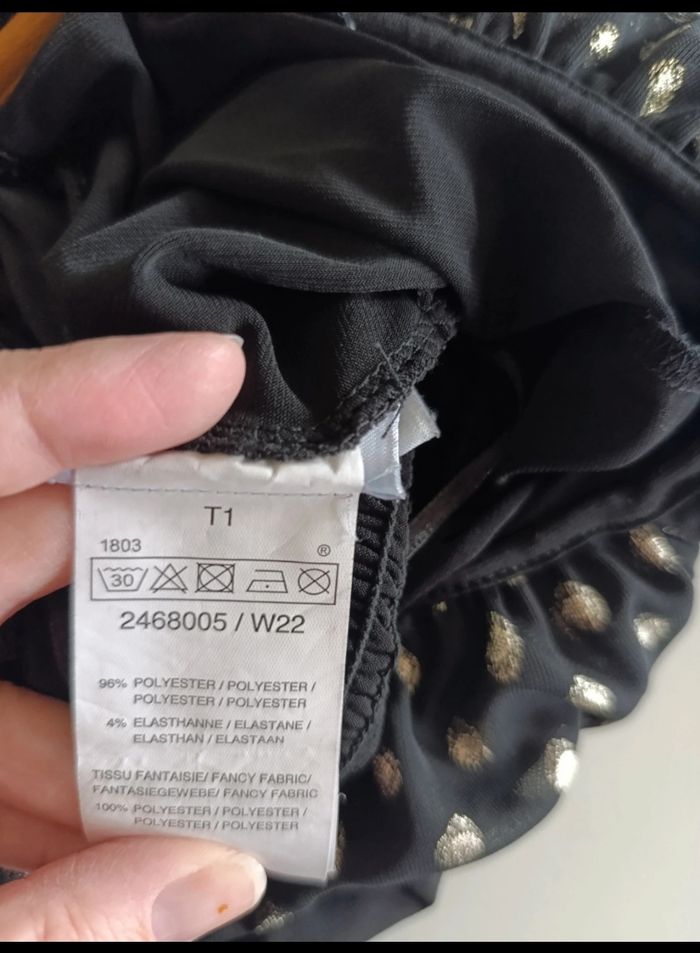 T1
1803 ®
30
2468005 / W22
96% POLYESTER / POLYESTER /
POLYESTER / POLYESTER
4% ELASTHANNE / ELASTANE /
ELASTHAN / ELASTAAN
TISSU FANTAISIE/ FANCY FABRIC/
FANTASIEGEWEBE/ FANCY FABRIC
100% POLYESTER / POLYESTER /
POLYESTER / POLYESTER